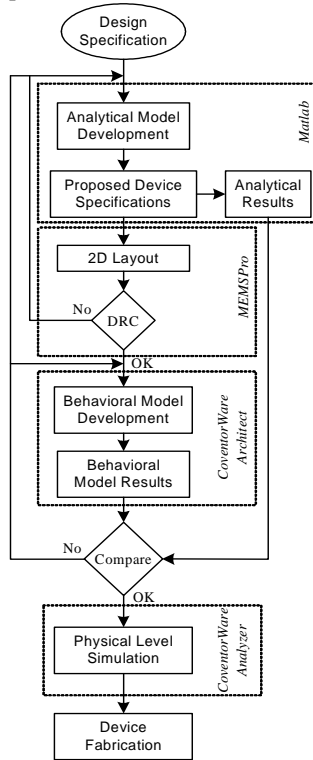 Design
Specification
Matlab
Analytical Model
Development
Proposed Device
Specifications
Analytical
Results
MEMSPro
2D Layout
No
DRC
OK
CoventorWare
Architect
Behavioral Model
Development
Behavioral
Model Results
No
Compare
OK
CoventorWare
Analyzer
Physical Level
Simulation
Device
Fabrication